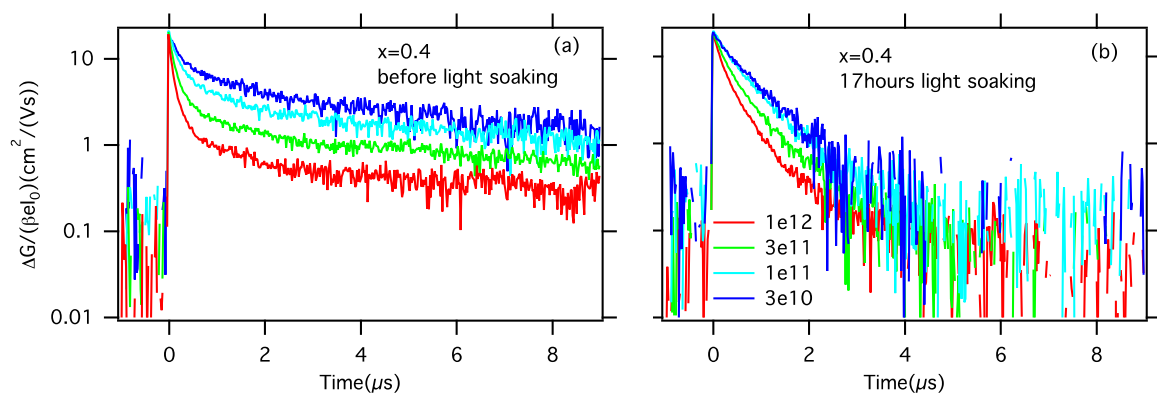 (a)
x=0.4
before light soaking
10
1
0.1
0.01
ΔG/(βeI₀)(cm²/(Vs))
0 2 4 6 8
Time(μs)
(b)
x=0.4
17hours light soaking
1e12
3e11
1e11
3e10
0 2 4 6 8
Time(μs)